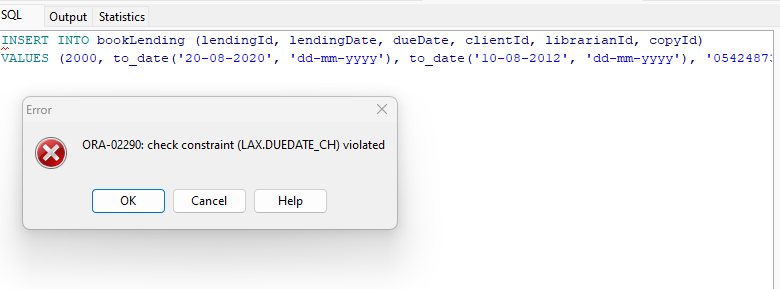 SQL Output Statistics
INSERT INTO bookLending (lendingId, lendingDate, dueDate, clientId, librarianId, copyId)
VALUES (2000, to_date('20-08-2020', 'dd-mm-yyyy'), to_date('10-08-2012', 'dd-mm-yyyy'), '05424873
Error
ORA-02290: check constraint (LAX.DUEDATE_CH) violated
OK Cancel Help